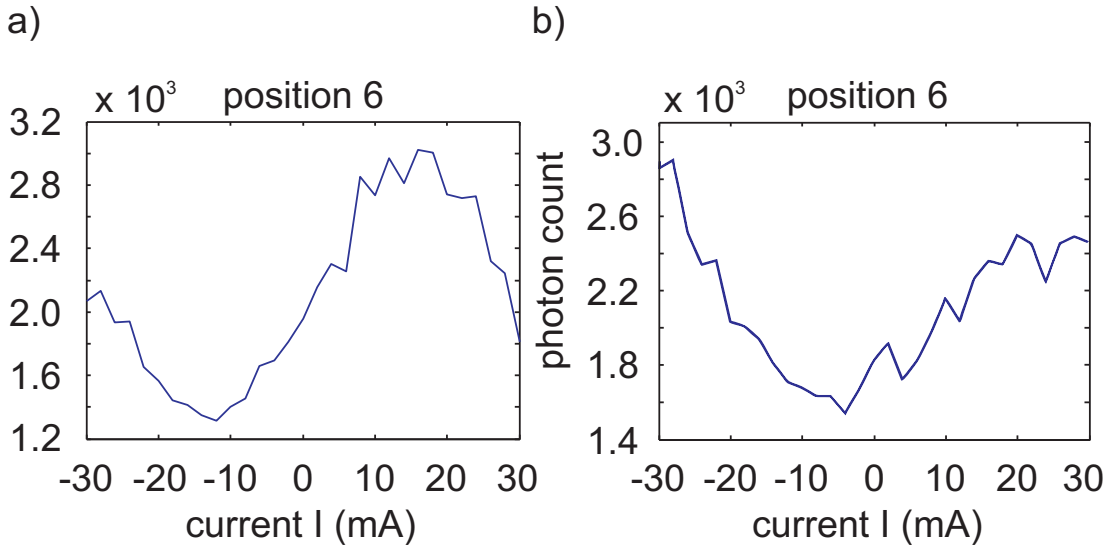 a)
x 10³ position 6
3.2
2.8
2.4
2.0
1.6
1.2
-30 -20 -10 0 10 20 30
current I (mA)
b)
x 10³ position 6
photon count
3.0
2.6
2.2
1.8
1.4
-30 -20 -10 0 10 20 30
current I (mA)